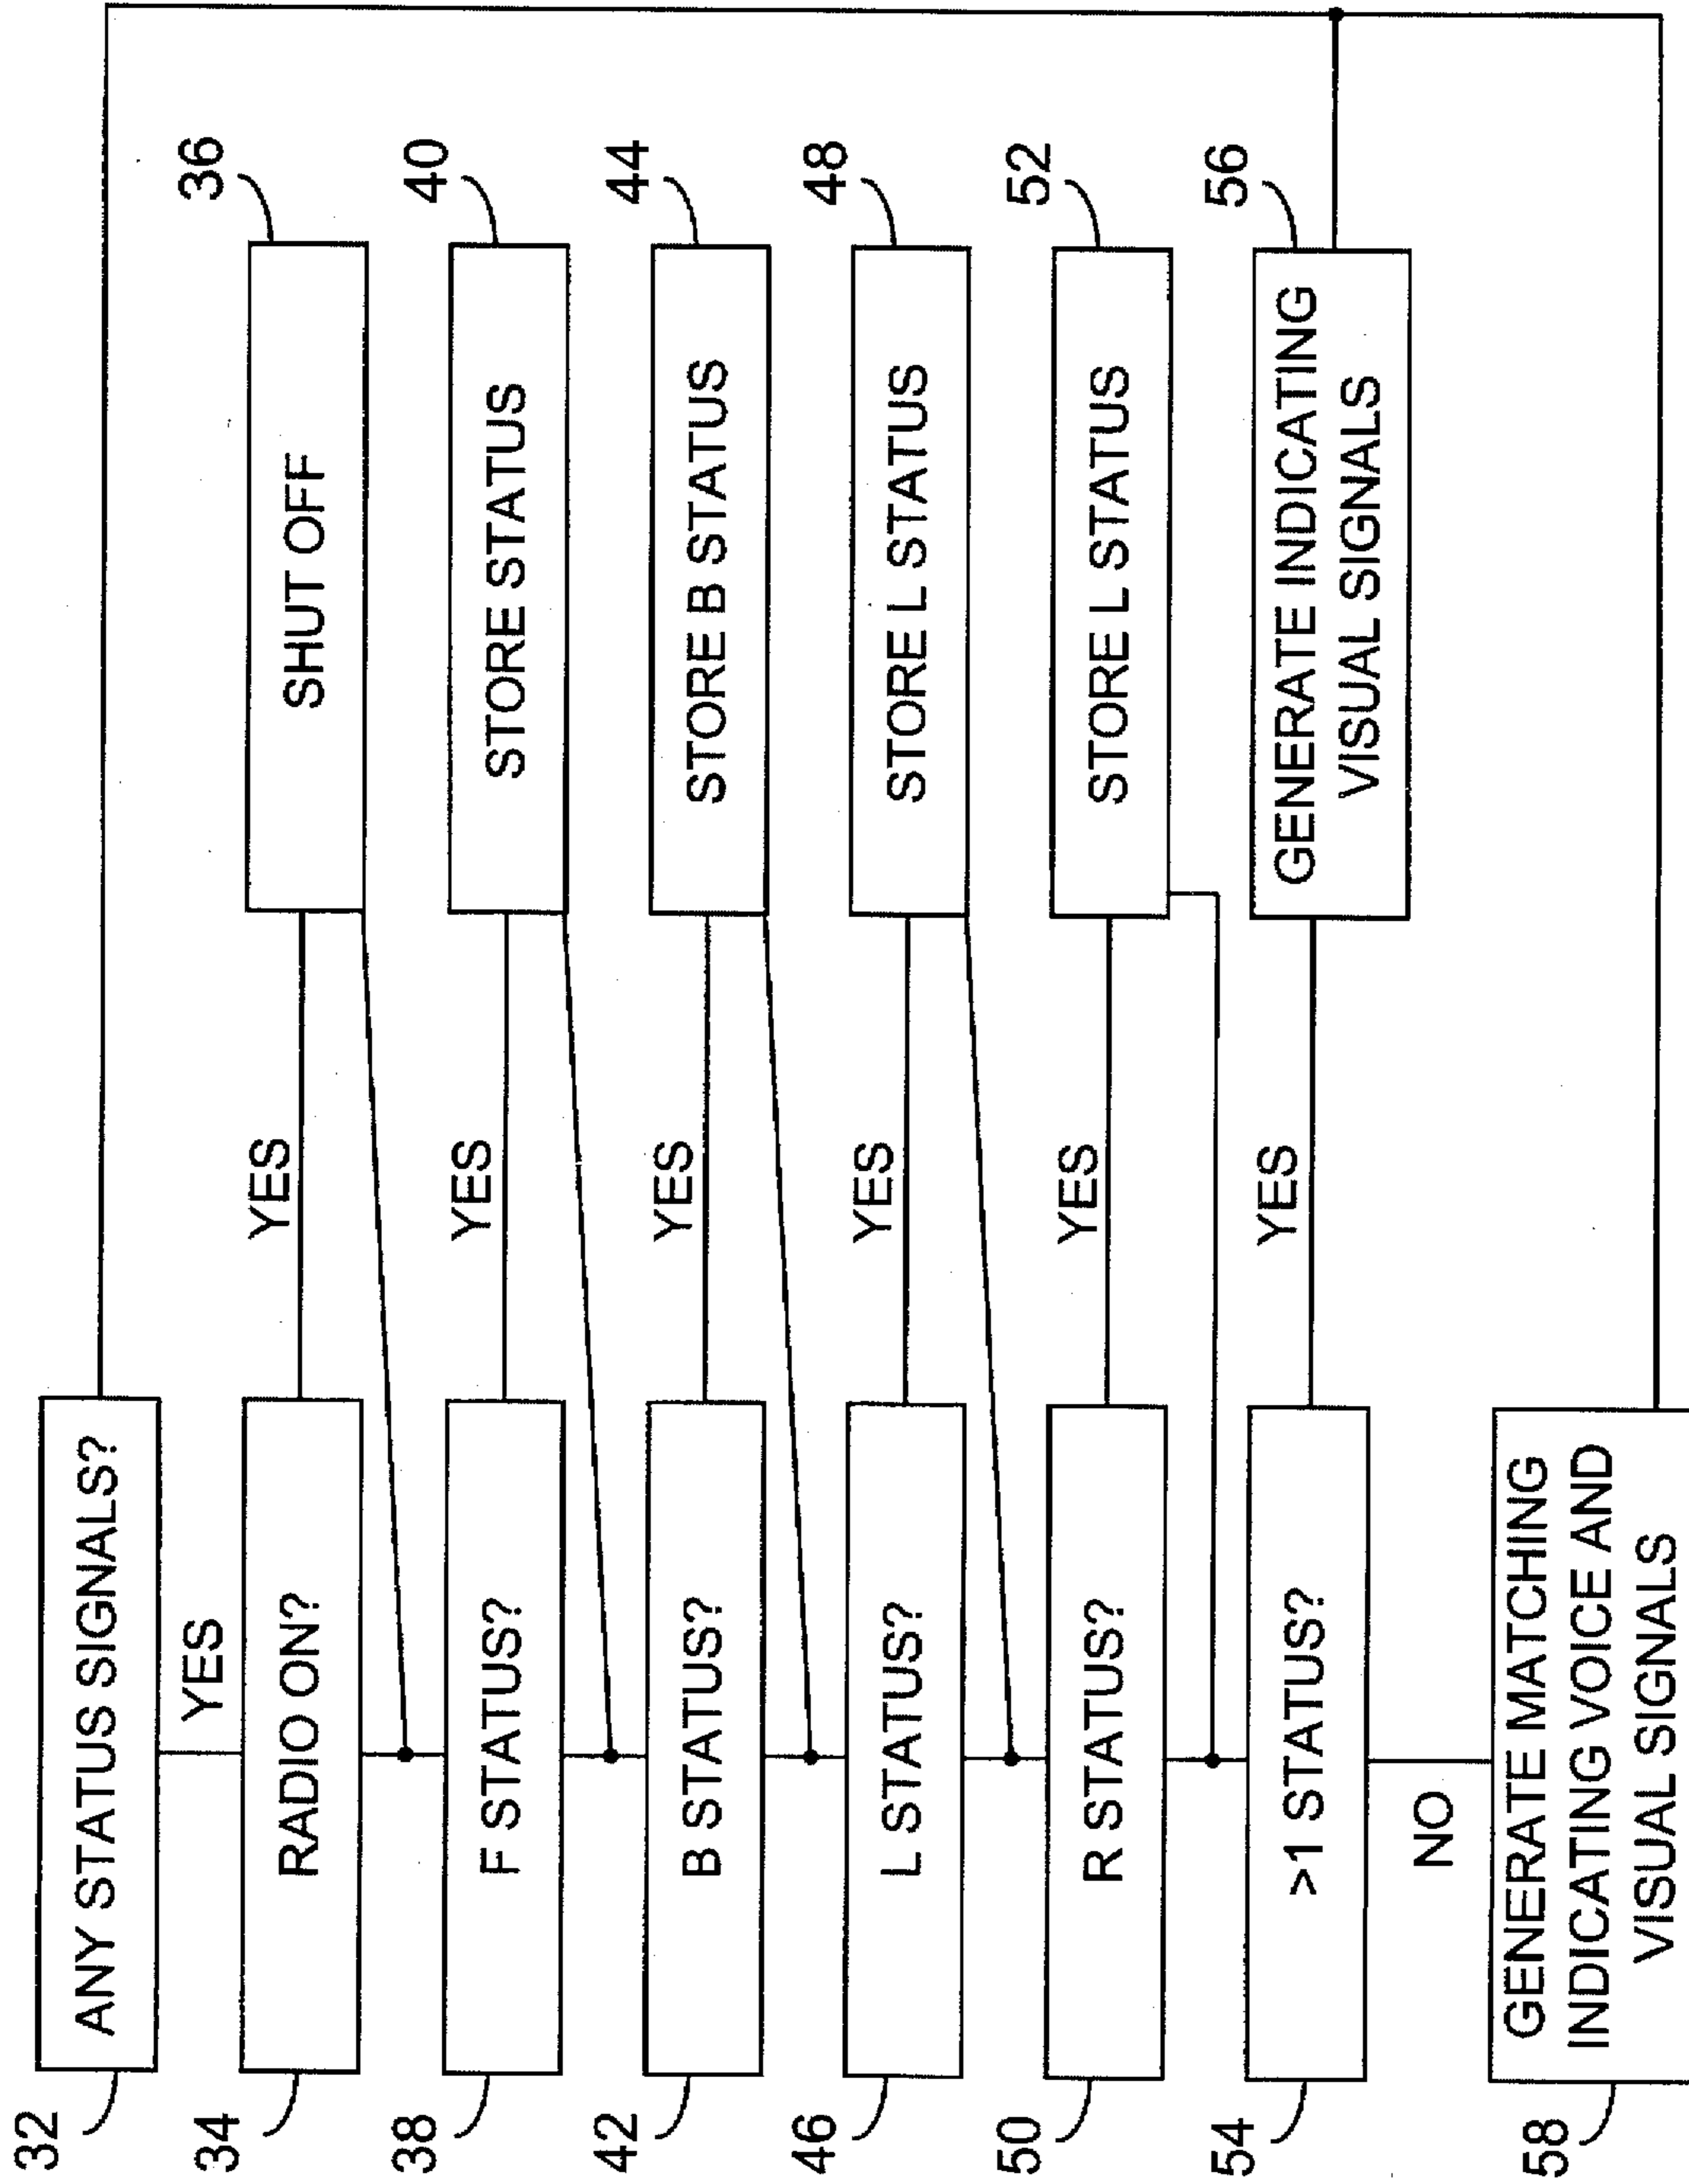 32
ANY STATUS SIGNALS?
YES
34
RADIO ON?
YES
SHUT OFF
36
38
F STATUS?
YES
STORE STATUS
40
42
B STATUS?
YES
STORE B STATUS
44
46
L STATUS?
YES
STORE L STATUS
48
50
R STATUS?
YES
STORE L STATUS
52
54
>1 STATUS?
YES
GENERATE INDICATING
VISUAL SIGNALS
56
NO
58
GENERATE MATCHING
INDICATING VOICE AND
VISUAL SIGNALS